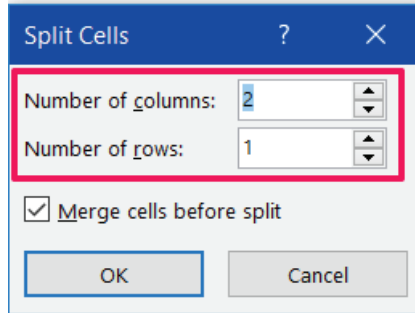 Split Cells ?
Number of columns: 2
Number of rows: 1
Merge cells before split
OK Cancel